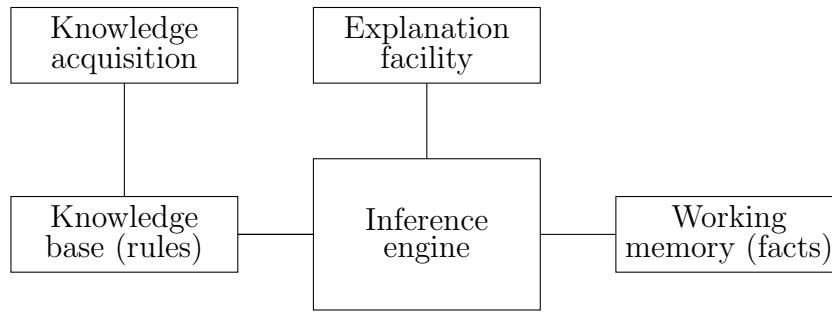 Knowledge
acquisition
Explanation
facility
Knowledge
base (rules)
Inference
engine
Working
memory (facts)